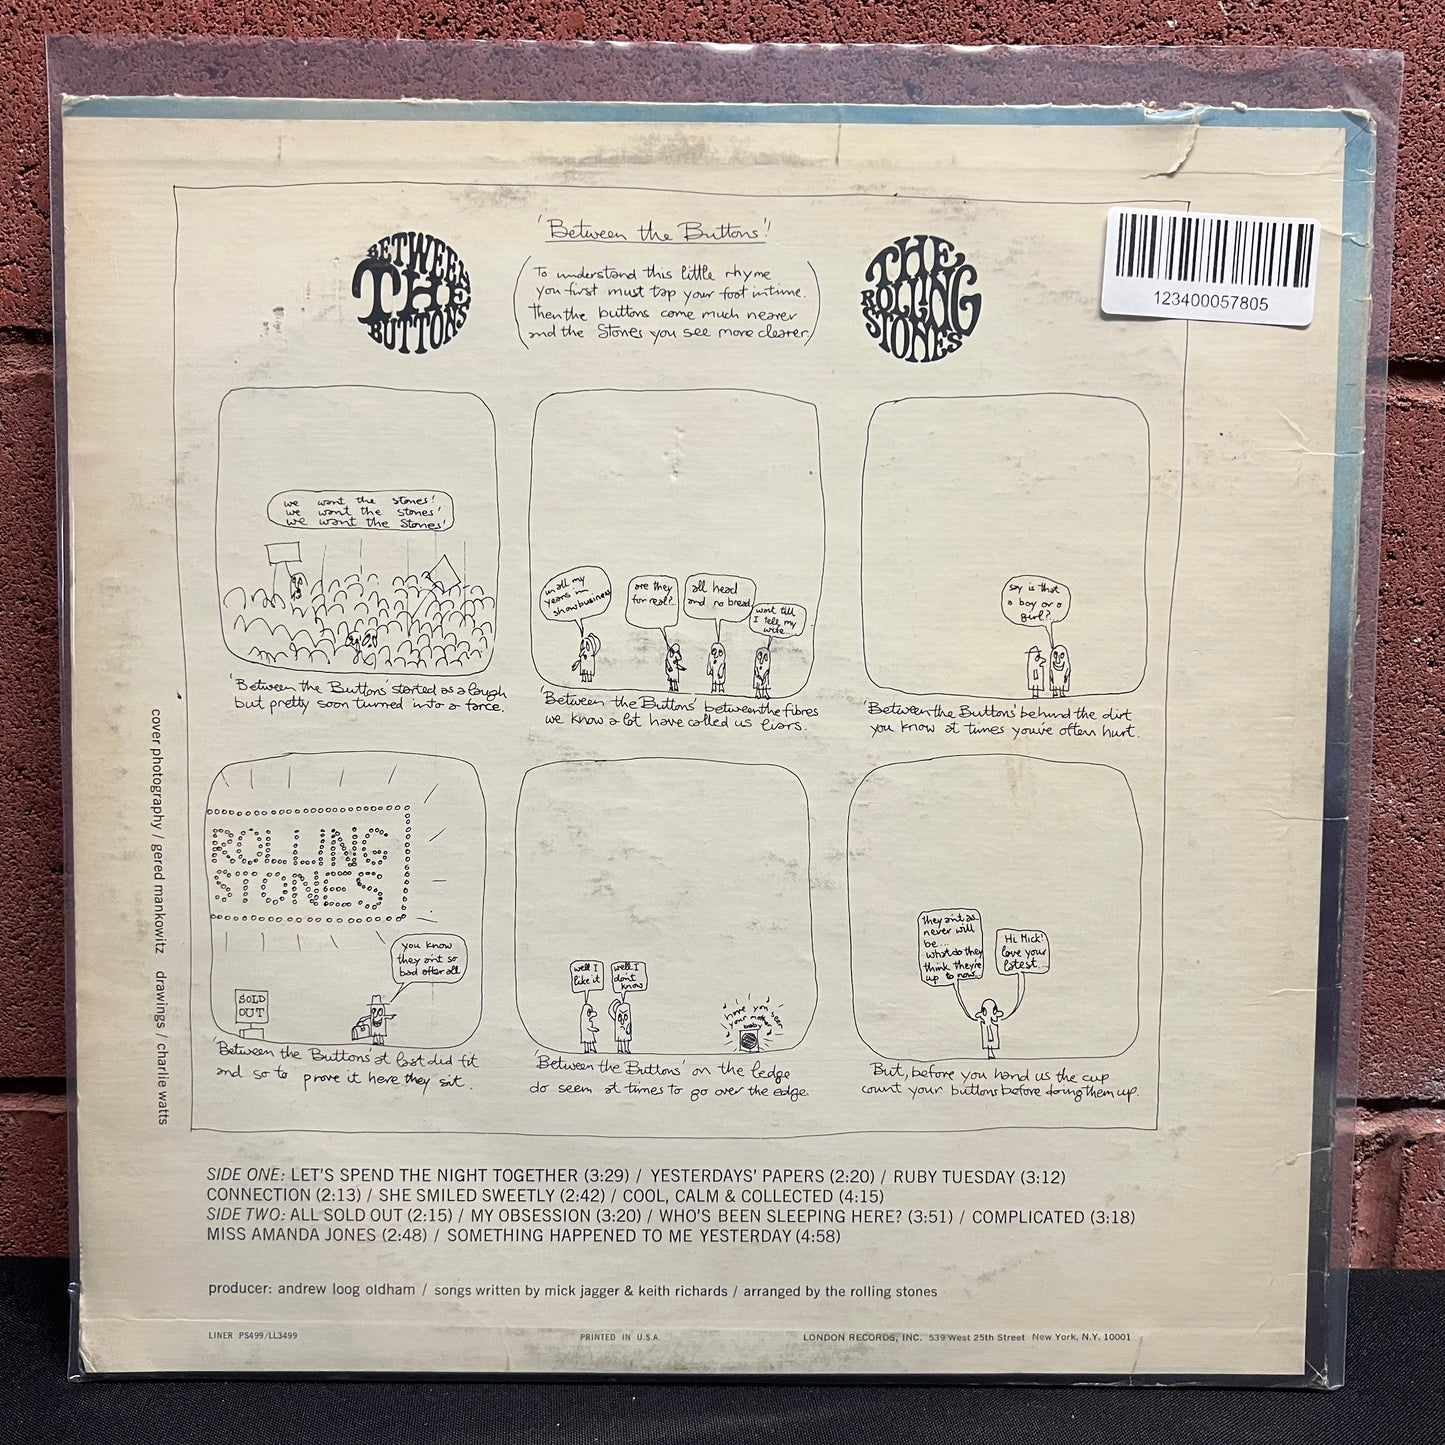 'Between the Buttons'!
BETWEEN
THE
BUTTONS
To understand this little rhyme
you first must tap your foot in time.
Then the buttons come much nearer
and the Stones you see more clearer.
THE
ROLLING
STONES
123400057805
we want the stones!
we want the stones!
we want the stones!
'Between the Buttons' started as a laugh
but pretty soon turned into a force.
in all my
years in
showbusiness
are they
for real?
all head
and no bread
wait till
I tell my
wife...
'Between the Buttons' between the fibres
we know a lot have called us liars.
say is that
a boy or a
girl?
'Between the Buttons' behind the dirt
you know at times you've often hurt.
ROLLING
STONES
you know
they aint so
bad after all
SOLD
OUT
'Between the Buttons' at last did fit
and so to prove it here they sit.
well I
like it
well I
dont
know
have you seen
your mother
baby
'Between the Buttons' on the ledge
do seem at times to go over the edge.
they aint as
never will
be...
what do they
think they're
up to now
Hi Mick!
love your
latest...
But, before you hand us the cup
count your buttons before doing them up.
cover photography / gered mankowitz drawings / charlie watts
SIDE ONE: LET'S SPEND THE NIGHT TOGETHER (3:29) / YESTERDAYS' PAPERS (2:20) / RUBY TUESDAY (3:12)
CONNECTION (2:13) / SHE SMILED SWEETLY (2:42) / COOL, CALM & COLLECTED (4:15)
SIDE TWO: ALL SOLD OUT (2:15) / MY OBSESSION (3:20) / WHO'S BEEN SLEEPING HERE? (3:51) / COMPLICATED (3:18)
MISS AMANDA JONES (2:48) / SOMETHING HAPPENED TO ME YESTERDAY (4:58)
producer: andrew loog oldham / songs written by mick jagger & keith richards / arranged by the rolling stones
LINER PS499/LL3499
PRINTED IN U.S.A.
LONDON RECORDS, INC. 539 West 25th Street New York, N.Y. 10001